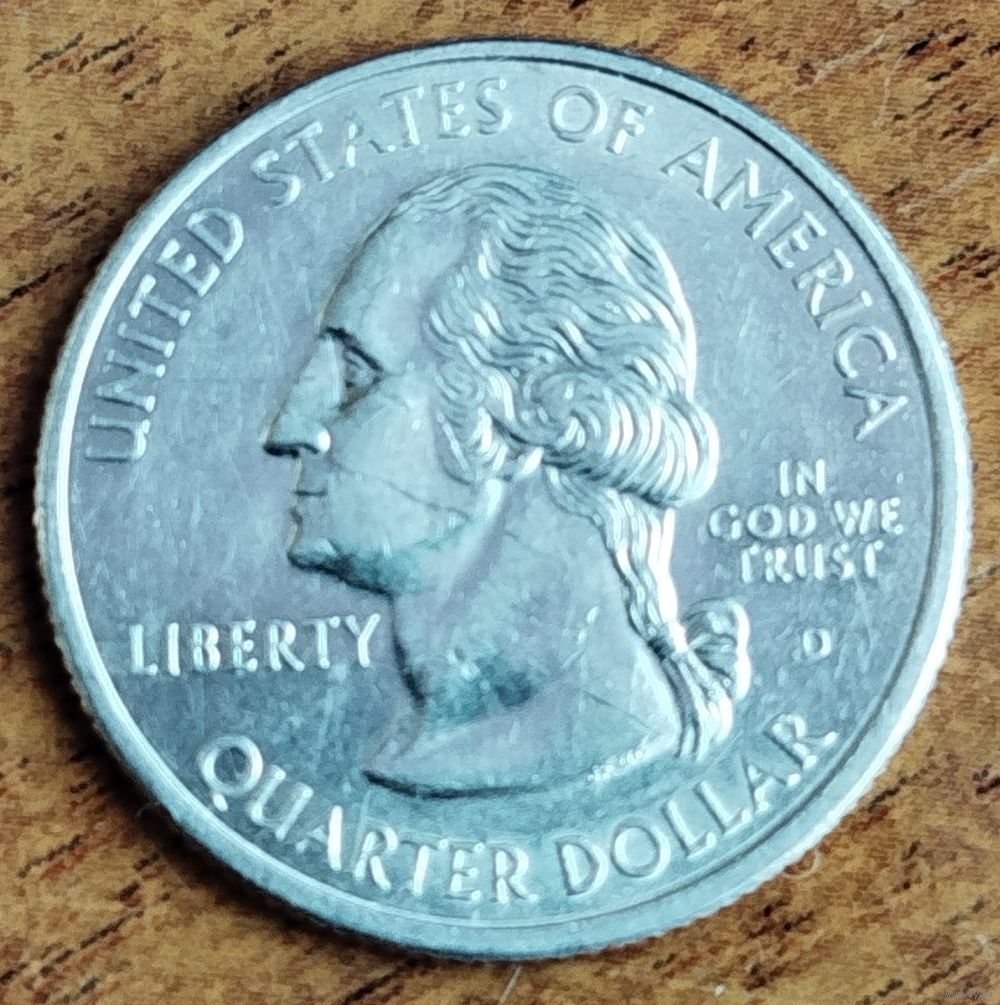 UNITED STATES OF AMERICA
LIBERTY
IN
GOD WE
TRUST
D
QUARTER DOLLAR